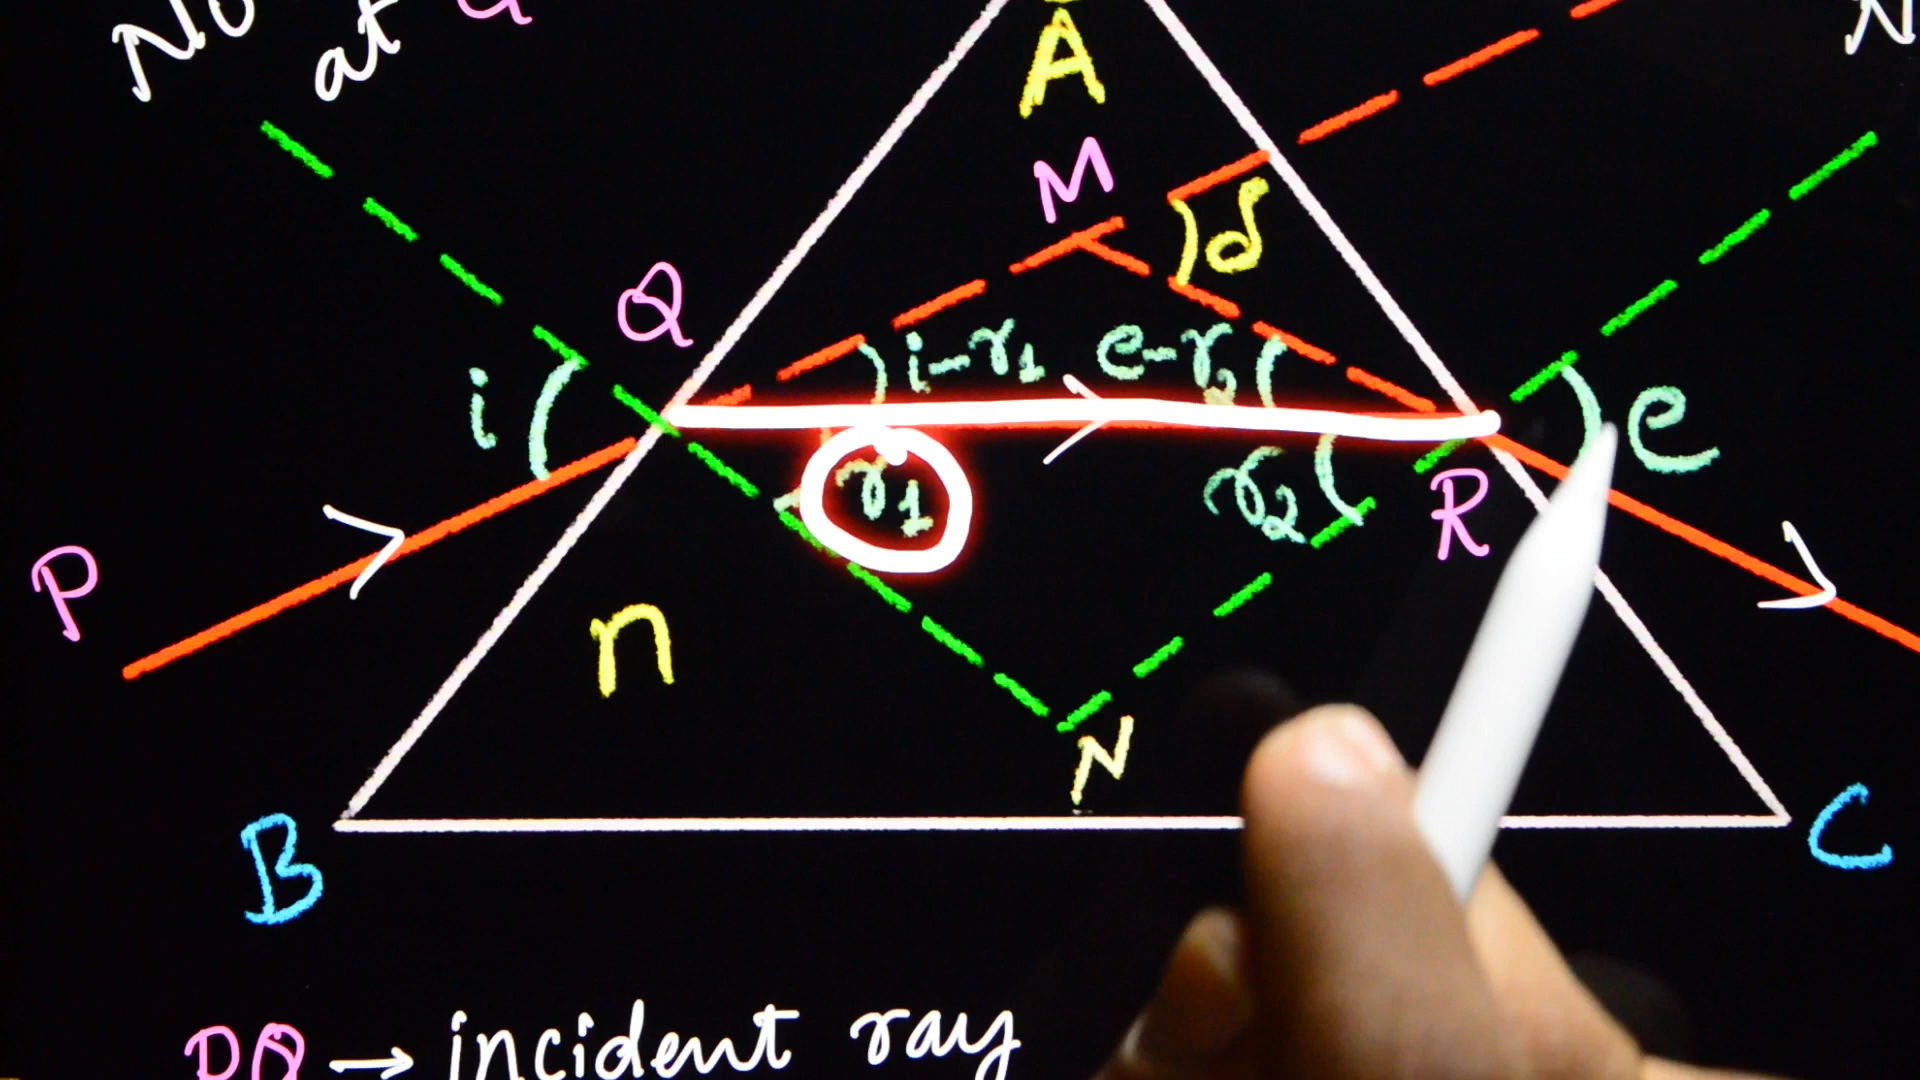 at
A
M
δ
Q
i
i-r1
e-r2
e
r1
r2
R
P
n
N
B
C
PQ → incident ray